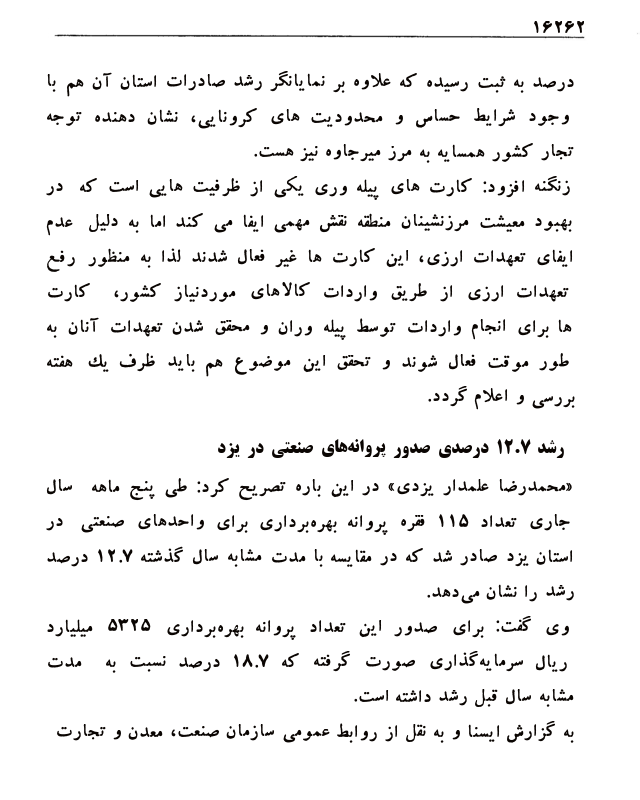 ۱۶۲۶۲
درصد به ثبت رسیده که علاوه بر نمایانگر رشد صادرات استان آن هم با
وجود شرایط حساس و محدودیت های کرونایی، نشان دهنده توجه
تجار کشور همسایه به مرز میرجاوه نیز هست.
زنگنه افزود: کارت های پیله وری یکی از ظرفیت هایی است که در
بهبود معیشت مرزنشینان منطقه نقش مهمی ایفا می کند اما به دلیل عدم
ایفای تعهدات ارزی، این کارت ها غیر فعال شدند لذا به منظور رفع
تعهدات ارزی از طریق واردات کالاهای موردنیاز کشور، کارت
ها برای انجام واردات توسط پیله وران و محقق شدن تعهدات آنان به
طور موقت فعال شوند و تحقق این موضوع هم باید ظرف یك هفته
بررسی و اعلام گردد.
رشد ۱۲.۷ درصدی صدور پروانه‌های صنعتی در یزد
«محمدرضا علمدار یزدی» در این باره تصریح کرد: طی پنج ماهه سال
جاری تعداد ۱۱۵ فقره پروانه بهره‌برداری برای واحدهای صنعتی در
استان یزد صادر شد که در مقایسه با مدت مشابه سال گذشته ۱۲.۷ درصد
رشد را نشان می‌دهد.
وی گفت: برای صدور این تعداد پروانه بهره‌برداری ۵۳۲۵ میلیارد
ریال سرمایه‌گذاری صورت گرفته که ۱۸.۷ درصد نسبت به مدت
مشابه سال قبل رشد داشته است.
به گزارش ایسنا و به نقل از روابط عمومی سازمان صنعت، معدن و تجارت